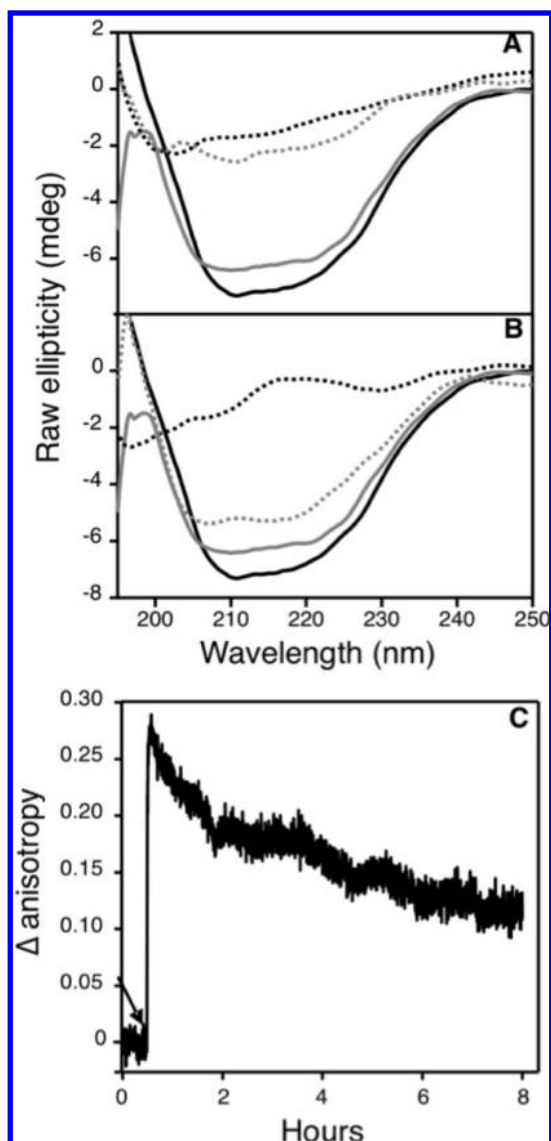 2
A
0
-2
-4
-6
B
0
-2
-4
-6
-8
Raw ellipticity (mdeg)
200 210 220 230 240 250
Wavelength (nm)
0.30
C
0.25
0.20
0.15
0.10
0.05
0
Δ anisotropy
0 2 4 6 8
Hours